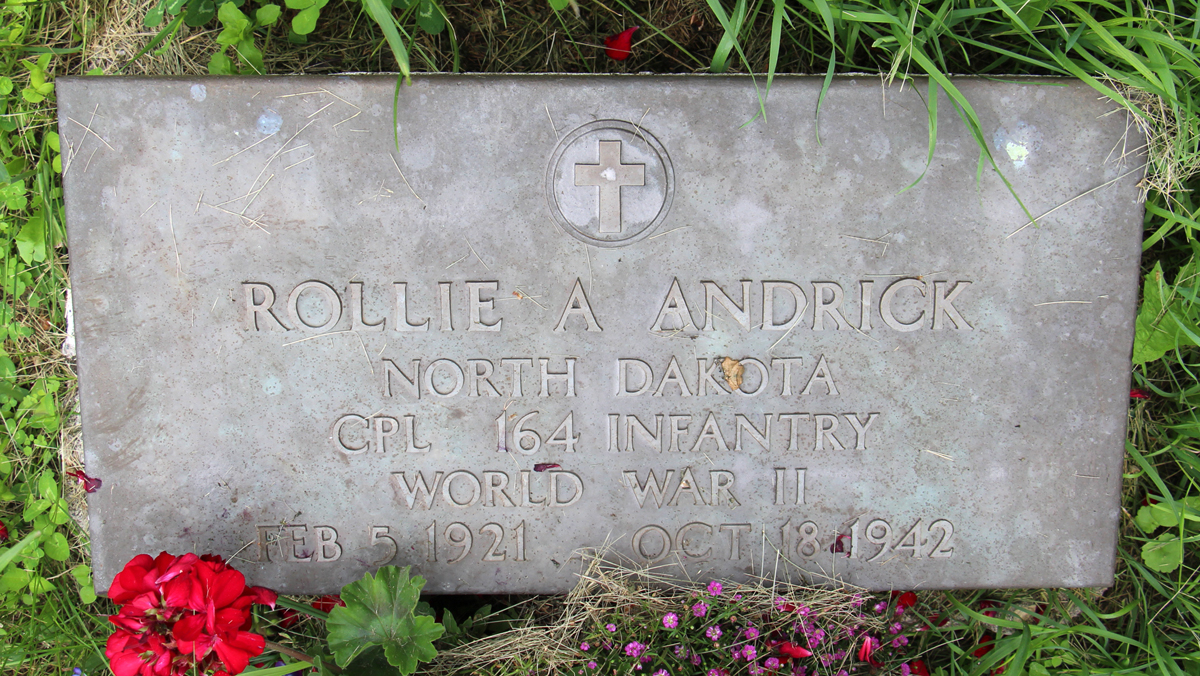 ROLLIE A ANDRICK
NORTH DAKOTA
CPL 164 INFANTRY
WORLD WAR II
FEB 5 1921 OCT 18 1942